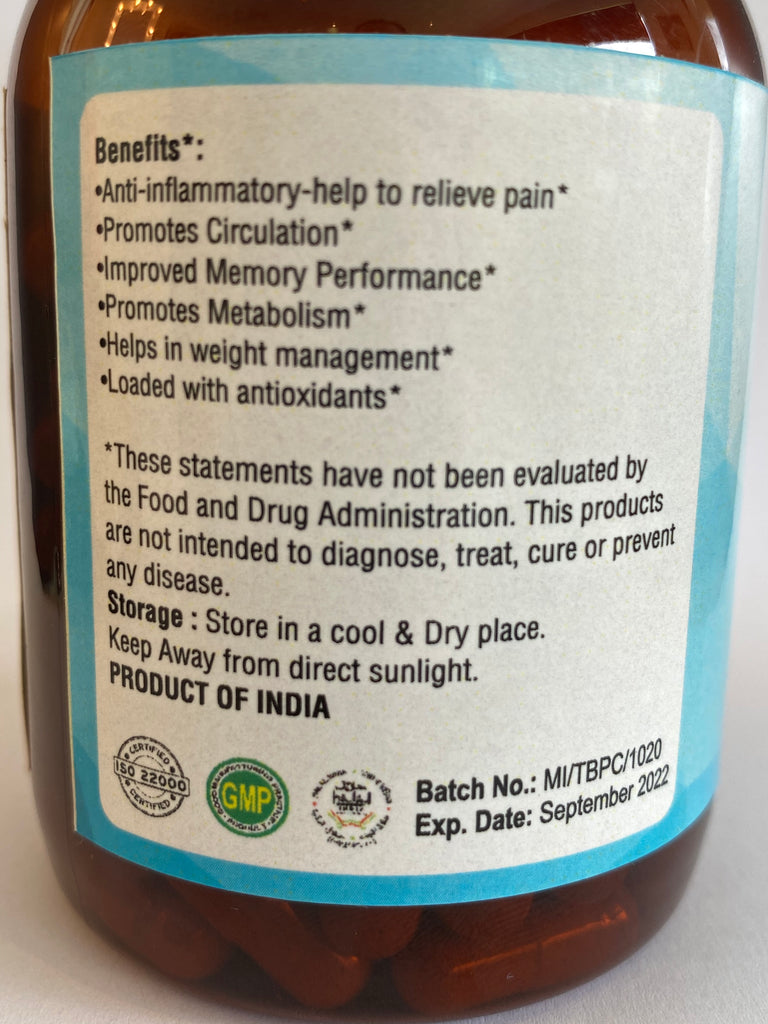 Benefits*:
•Anti-inflammatory-help to relieve pain*
•Promotes Circulation*
•Improved Memory Performance*
•Promotes Metabolism*
•Helps in weight management*
•Loaded with antioxidants*
*These statements have not been evaluated by
the Food and Drug Administration. This products
are not intended to diagnose, treat, cure or prevent
any disease.
Storage : Store in a cool & Dry place.
Keep Away from direct sunlight.
PRODUCT OF INDIA
CERTIFIED
ISO 22000
CERTIFIED
GMP
Batch No.: MI/TBPC/1020
Exp. Date: September 2022